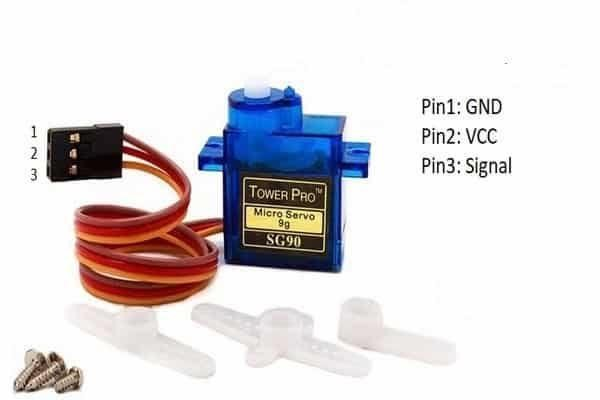 1
2
3
TOWER PRO™
Micro Servo
9g
SG90
Pin1: GND
Pin2: VCC
Pin3: Signal